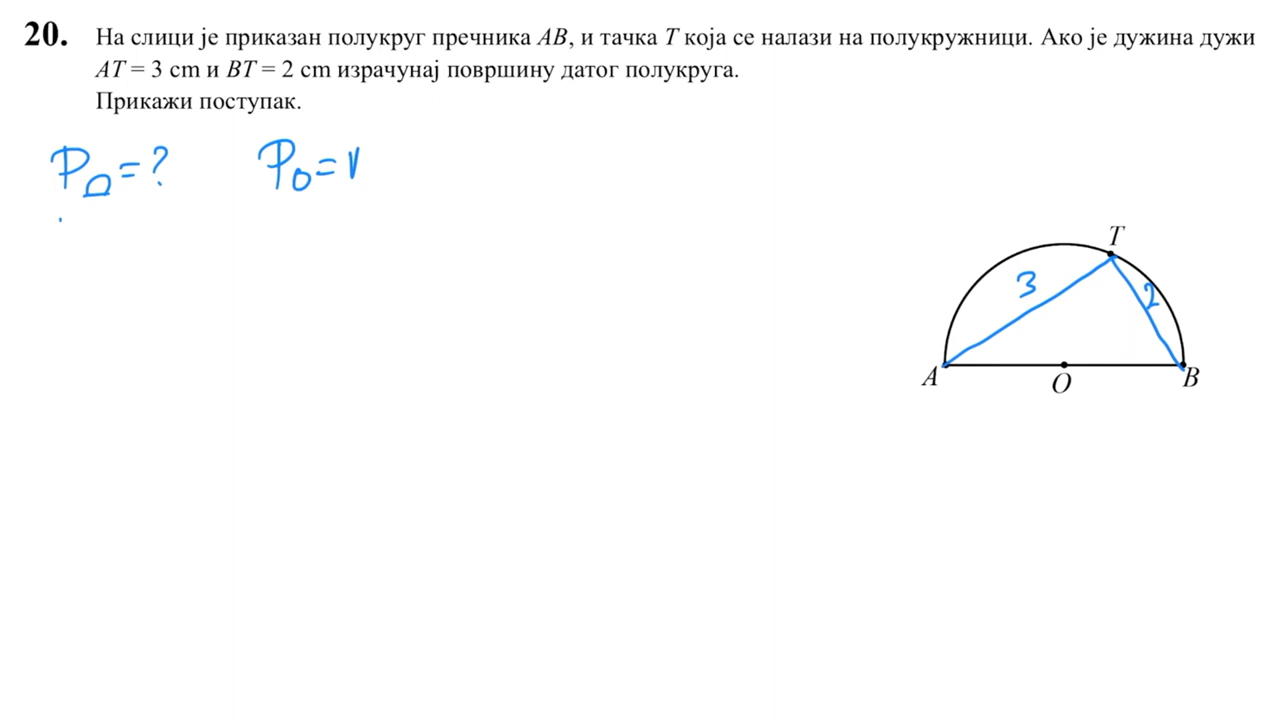 20. На слици је приказан полукруг пречника AB, и тачка T која се налази на полукружници. Ако је дужина дужи
AT = 3 cm и BT = 2 cm израчунај површину датог полукруга.
Прикажи поступак.
P⌓=? P○=
T
3
2
A
O
B